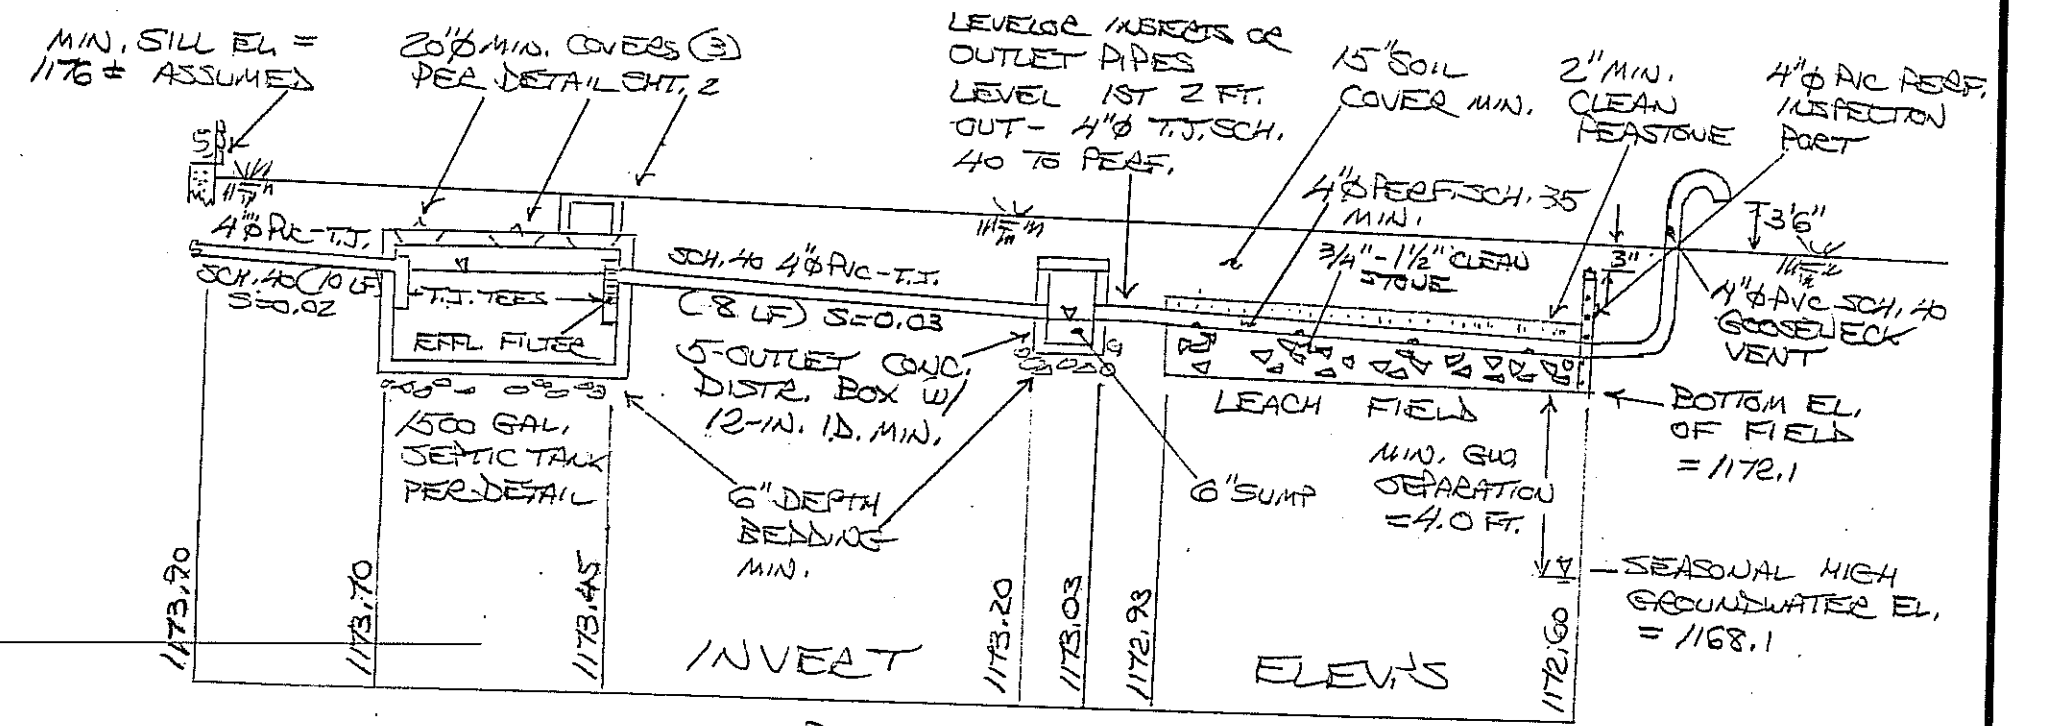 MIN. SILL EL. =
1176 ± ASSUMED
20"Ø MIN. COVERS (3)
PER DETAIL SHT. 2
LEVELOR INSERTS OR
OUTLET PIPES
LEVEL 1ST 2 FT.
OUT- 4"Ø T.J. SCH.
40 TO PERF.
15" SOIL
COVER MIN.
2" MIN.
CLEAN
PEASTONE
4"Ø PVC PERF.
INSPECTION
PORT
4"Ø PVC-T.J.
SCH. 40 (10 LF)
S=0.02
T.J. TEES
EFFL FILTER
SCH. 40 4"Ø PVC-T.J.
(8 LF) S=0.03
4"Ø PERF. SCH. 35
MIN.
3/4"-1 1/2" CLEAN
STONE
3'6"
3"
4"Ø PVC SCH. 40
GOOSENECK
VENT
5-OUTLET CONC.
DISTR. BOX W/
12-IN. I.D. MIN.
1500 GAL.
SEPTIC TANK
PER DETAIL
6" DEPTH
BEDDING
MIN.
6" SUMP
LEACH FIELD
MIN. GW
SEPARATION
=4.0 FT.
BOTTOM EL.
OF FIELD
= 1172.1
SEASONAL HIGH
GROUNDWATER EL.
= 1168.1
1173.90
1173.70
1173.45
INVERT
1173.20
1173.03
1172.93
ELEV.'S
1172.60